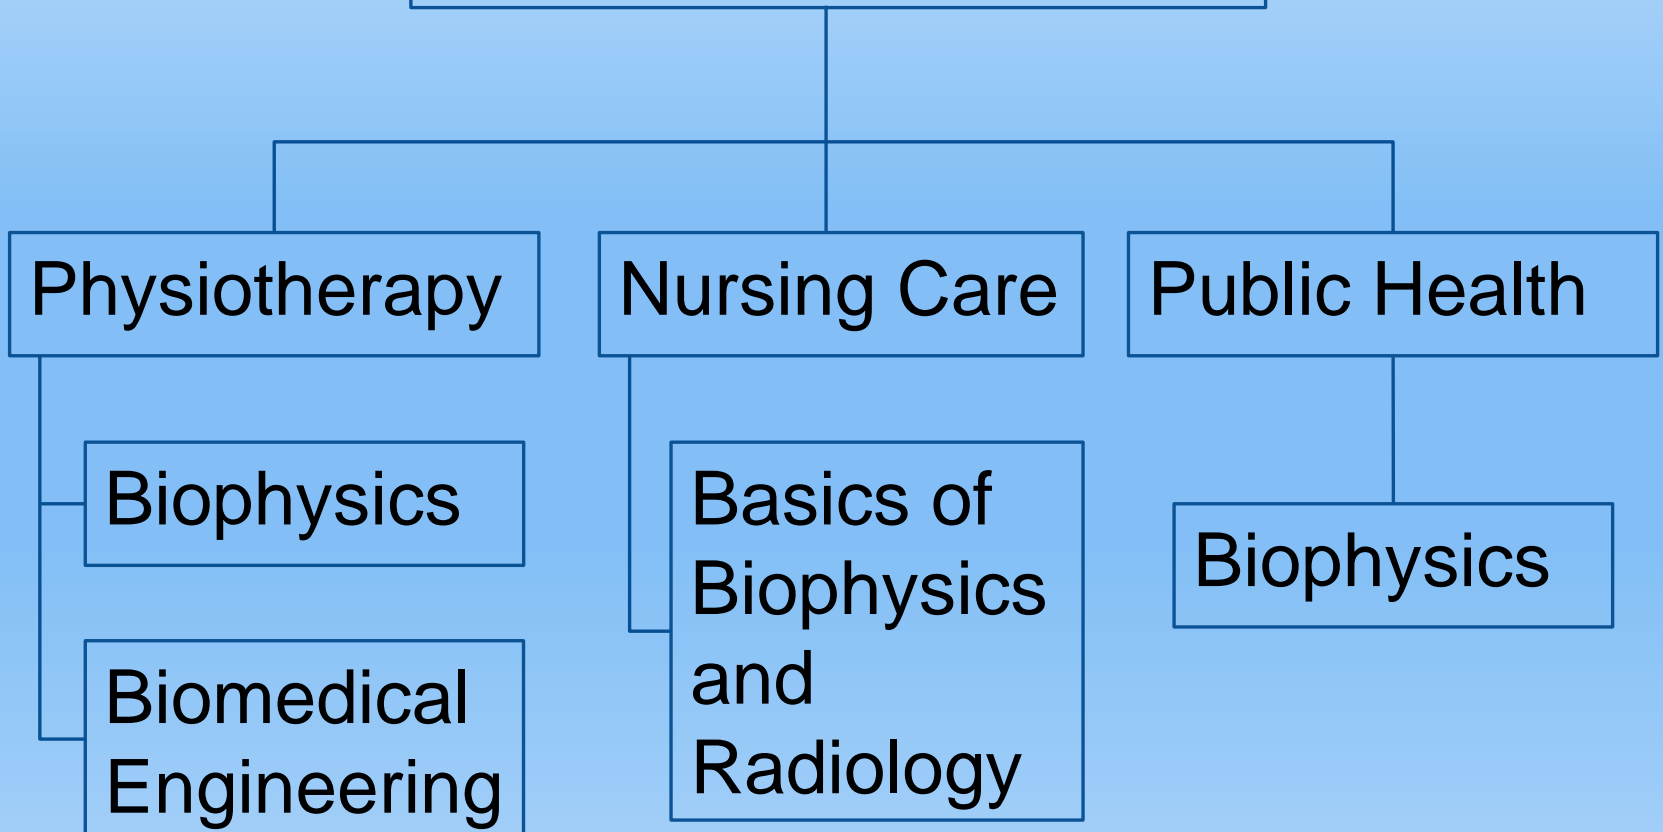 Physiotherapy
Nursing Care
Public Health
Biophysics
Biomedical
Engineering
Basics of
Biophysics
and
Radiology
Biophysics